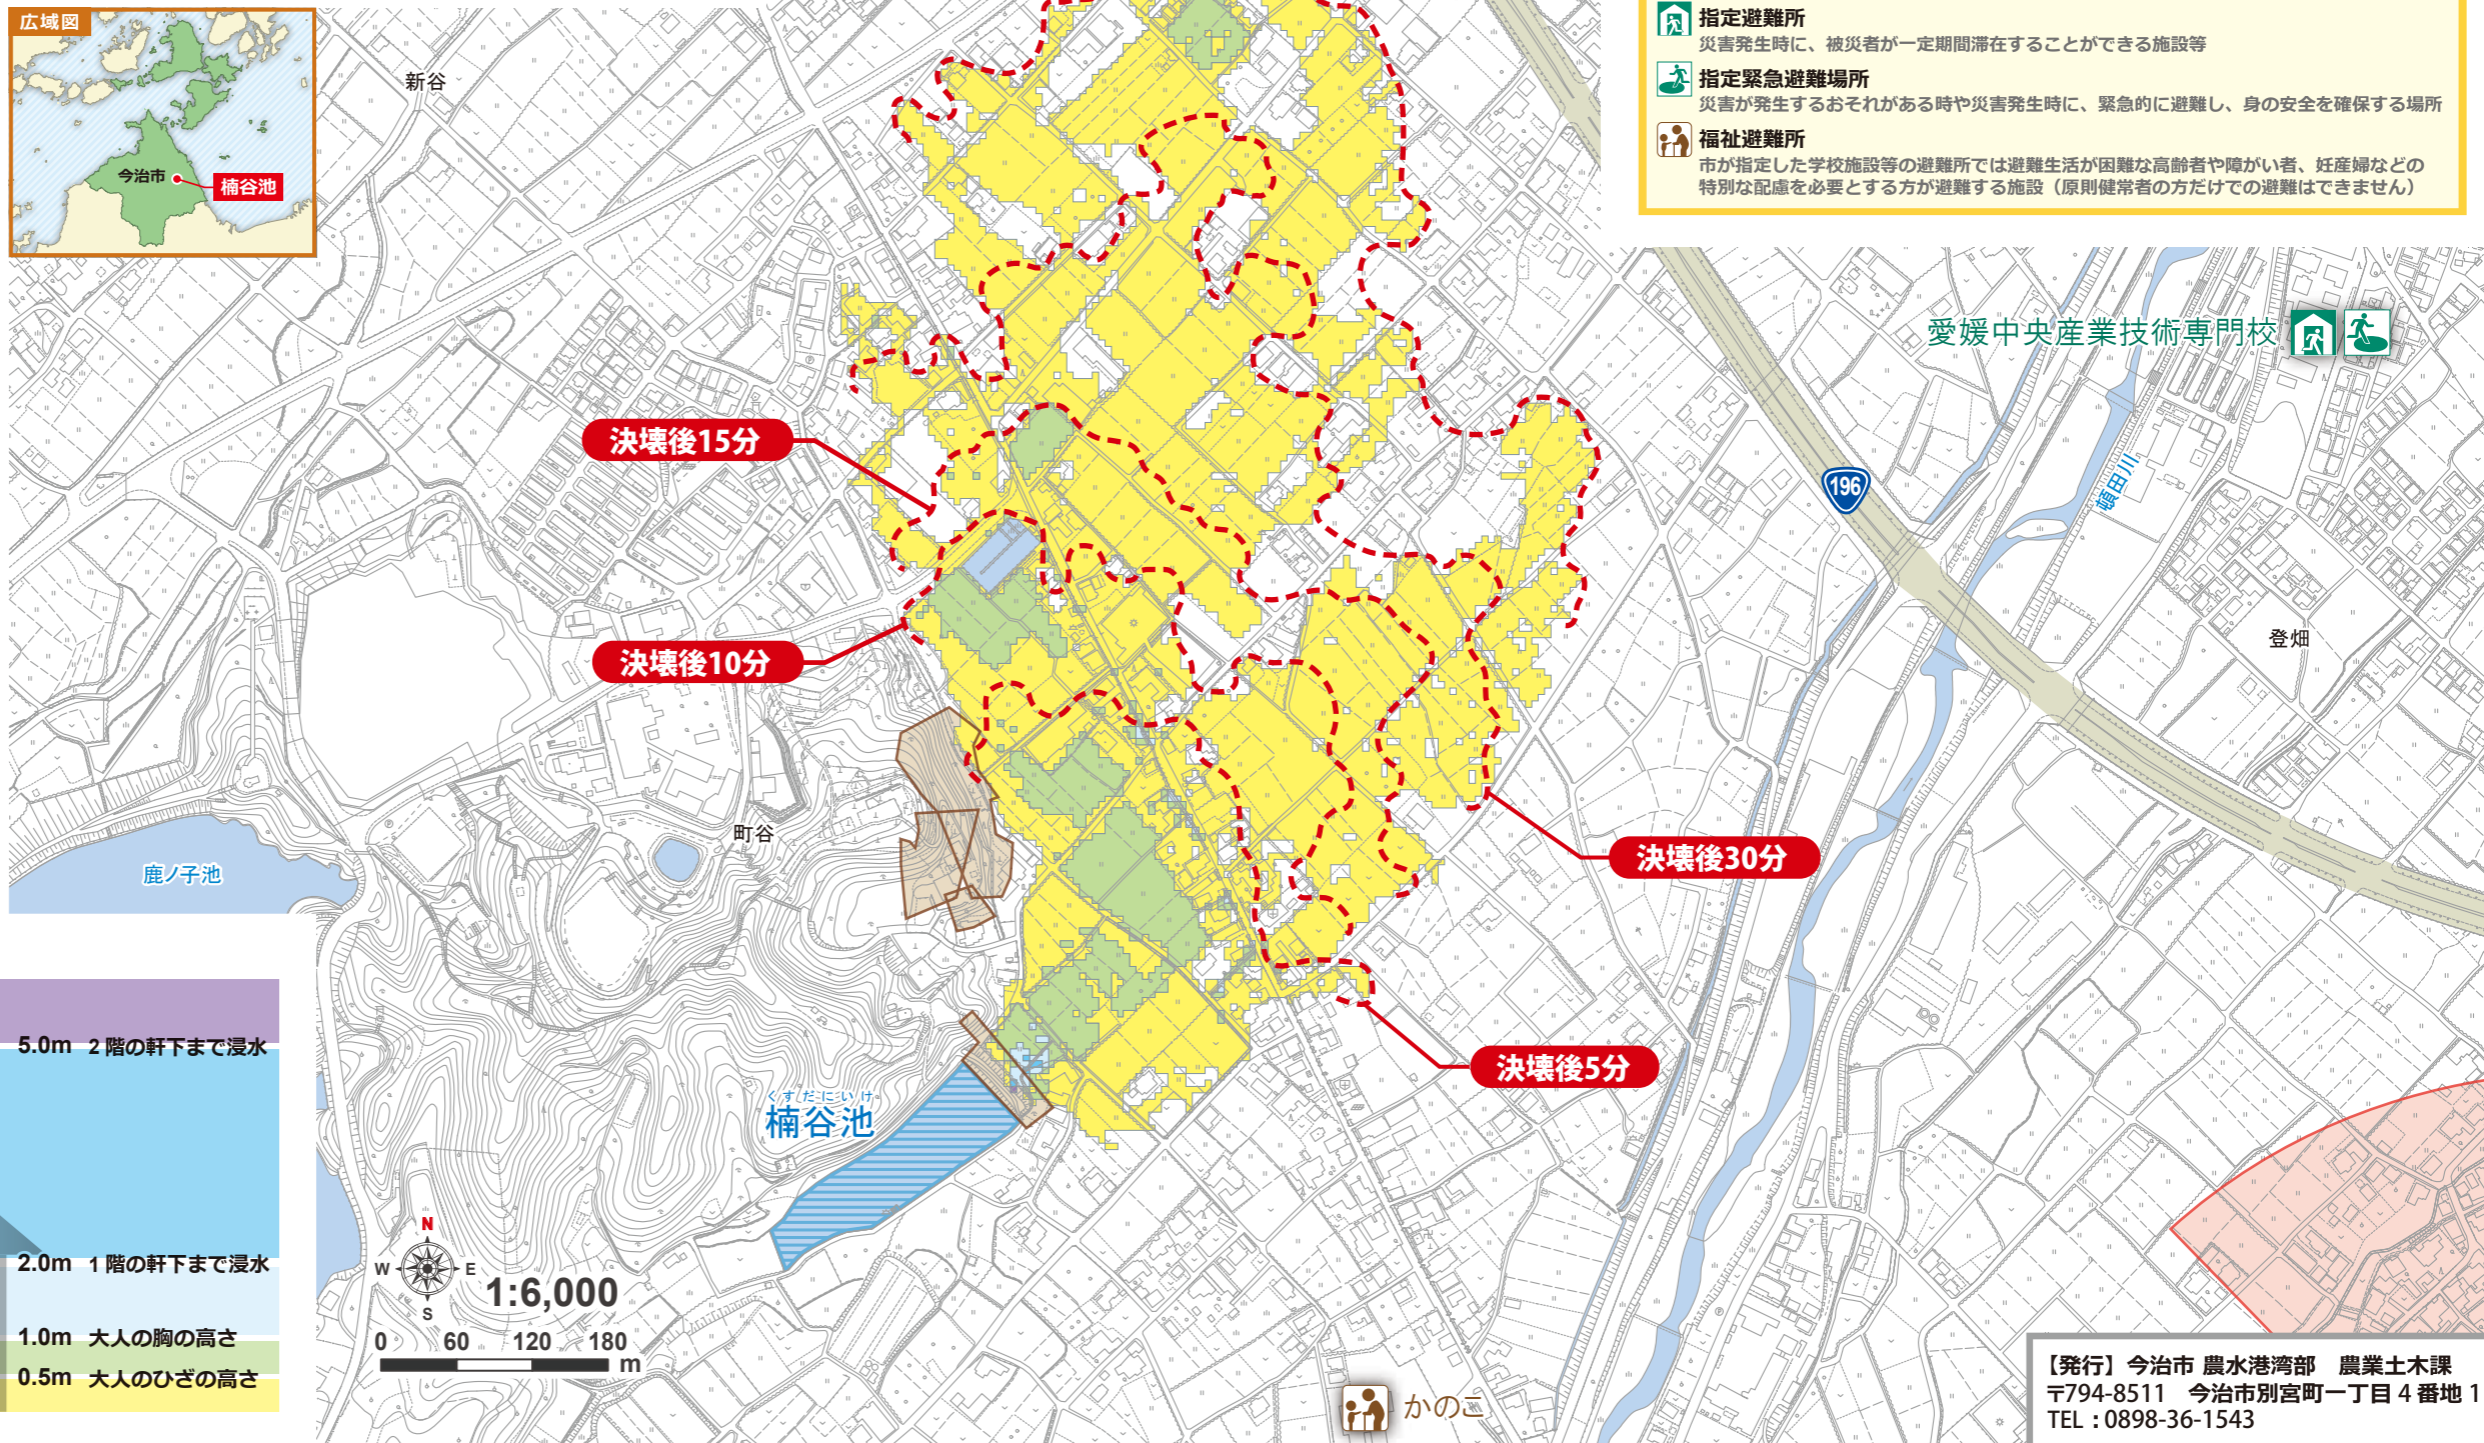 広域図
今治市
楠谷池
指定避難所
災害発生時に、被災者が一定期間滞在することができる施設等
指定緊急避難場所
災害が発生するおそれがある時や災害発生時に、緊急的に避難し、身の安全を確保する場所
福祉避難所
市が指定した学校施設等の避難所では避難生活が困難な高齢者や障がい者、妊産婦などの
特別な配慮を必要とする方が避難する施設（原則健常者の方だけでの避難はできません）
新谷
愛媛中央産業技術専門校
決壊後15分
196
頓田川
決壊後10分
登畑
町谷
鹿ノ子池
決壊後30分
決壊後5分
くすだにいけ
楠谷池
5.0m 2階の軒下まで浸水
2.0m 1階の軒下まで浸水
1.0m 大人の胸の高さ
0.5m 大人のひざの高さ
N
W E
S
1:6,000
0 60 120 180
m
かのこ
【発行】今治市 農水港湾部 農業土木課
〒794-8511 今治市別宮町一丁目4番地1
TEL：0898-36-1543